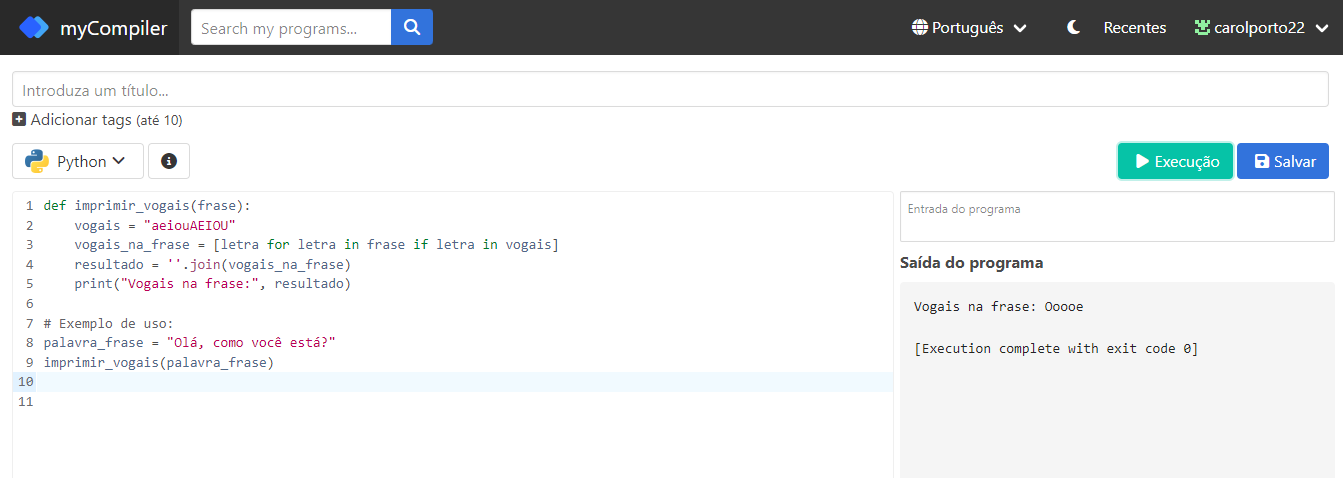 myCompiler
Search my programs...
Português
Recentes
carolporto22
Introduza um título...
Adicionar tags (até 10)
Python
Execução
Salvar
1 def imprimir_vogais(frase):
2     vogais = "aeiouAEIOU"
3     vogais_na_frase = [letra for letra in frase if letra in vogais]
4     resultado = ''.join(vogais_na_frase)
5     print("Vogais na frase:", resultado)
6
7 # Exemplo de uso:
8 palavra_frase = "Olá, como você está?"
9 imprimir_vogais(palavra_frase)
10
11
Entrada do programa
Saída do programa
Vogais na frase: Ooooe
[Execution complete with exit code 0]